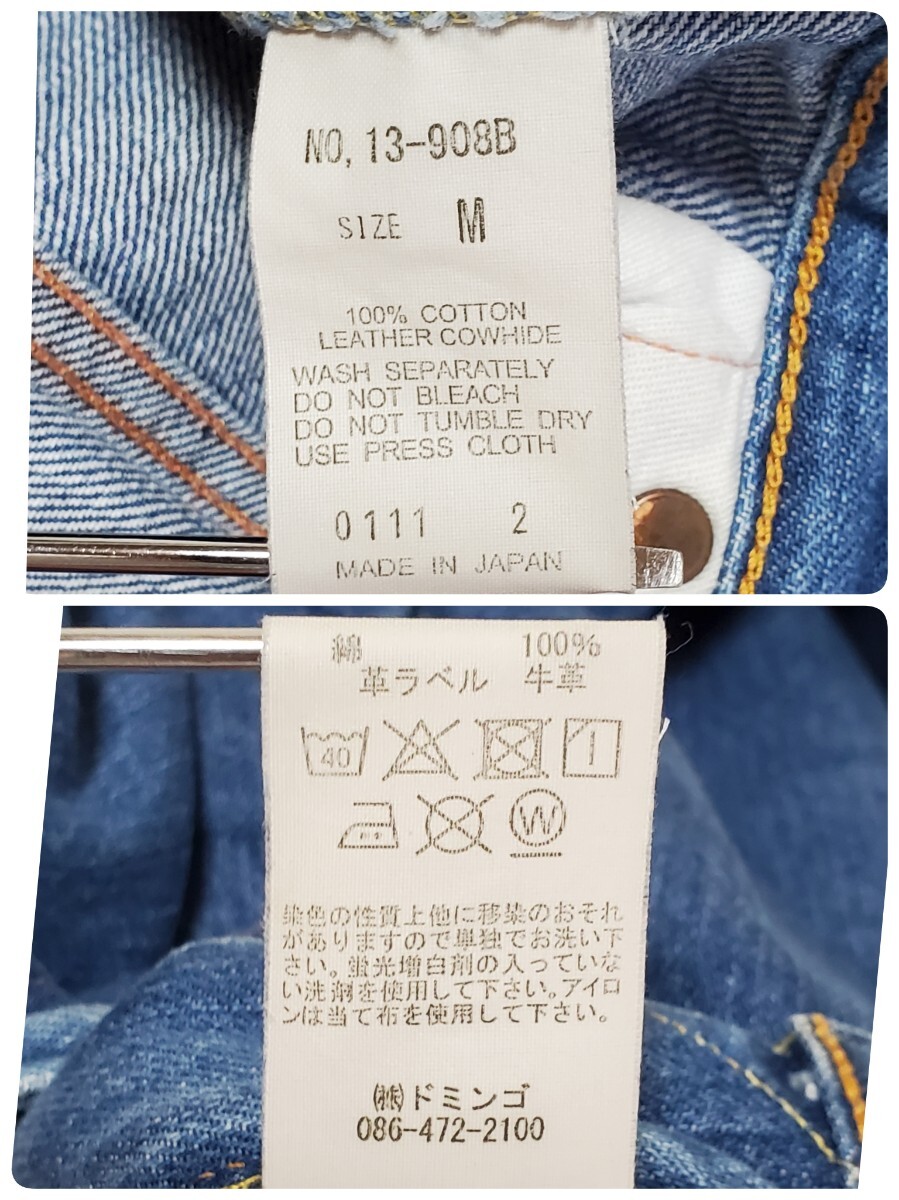 NO, 13-908B
SIZE M
100% COTTON
LEATHER COWHIDE
WASH SEPARATELY
DO NOT BLEACH
DO NOT TUMBLE DRY
USE PRESS CLOTH
0111 2
MADE IN JAPAN
綿 100%
革ラベル 牛革
40
W
染色の性質上他に移染のおそれ
がありますので単独でお洗い下
さい。蛍光増白剤の入っていな
い洗剤を使用して下さい。アイロ
ンは当て布を使用して下さい。
㈱ドミンゴ
086-472-2100